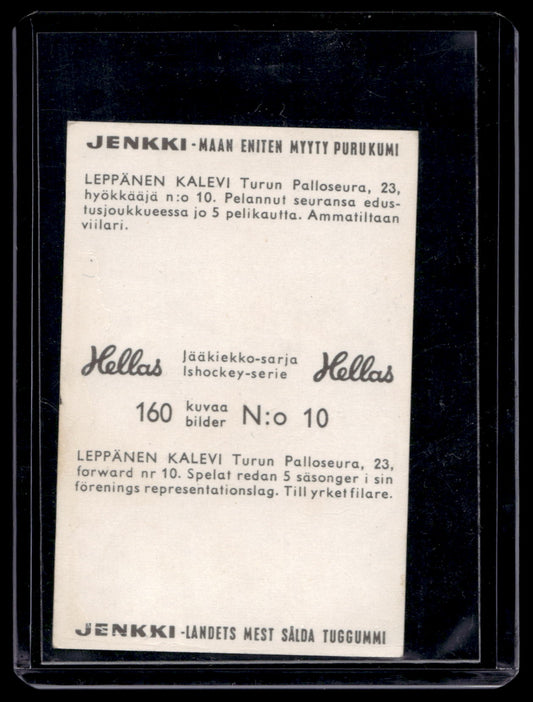 JENKKI-MAAN ENITEN MYYTY PURUKUMI
LEPPÄNEN KALEVI Turun Palloseura, 23,
hyökkääjä n:o 10. Pelannut seuransa edus-
tusjoukkueessa jo 5 pelikautta. Ammatiltaan
viilari.
Hellas Jääkiekko-sarja Hellas
Ishockey-serie
160 kuvaa N:o 10
bilder
LEPPÄNEN KALEVI Turun Palloseura, 23,
forward nr 10. Spelat redan 5 säsonger i sin
förenings representationslag. Till yrket filare.
JENKKI-LANDETS MEST SÅLDA TUGGUMMI